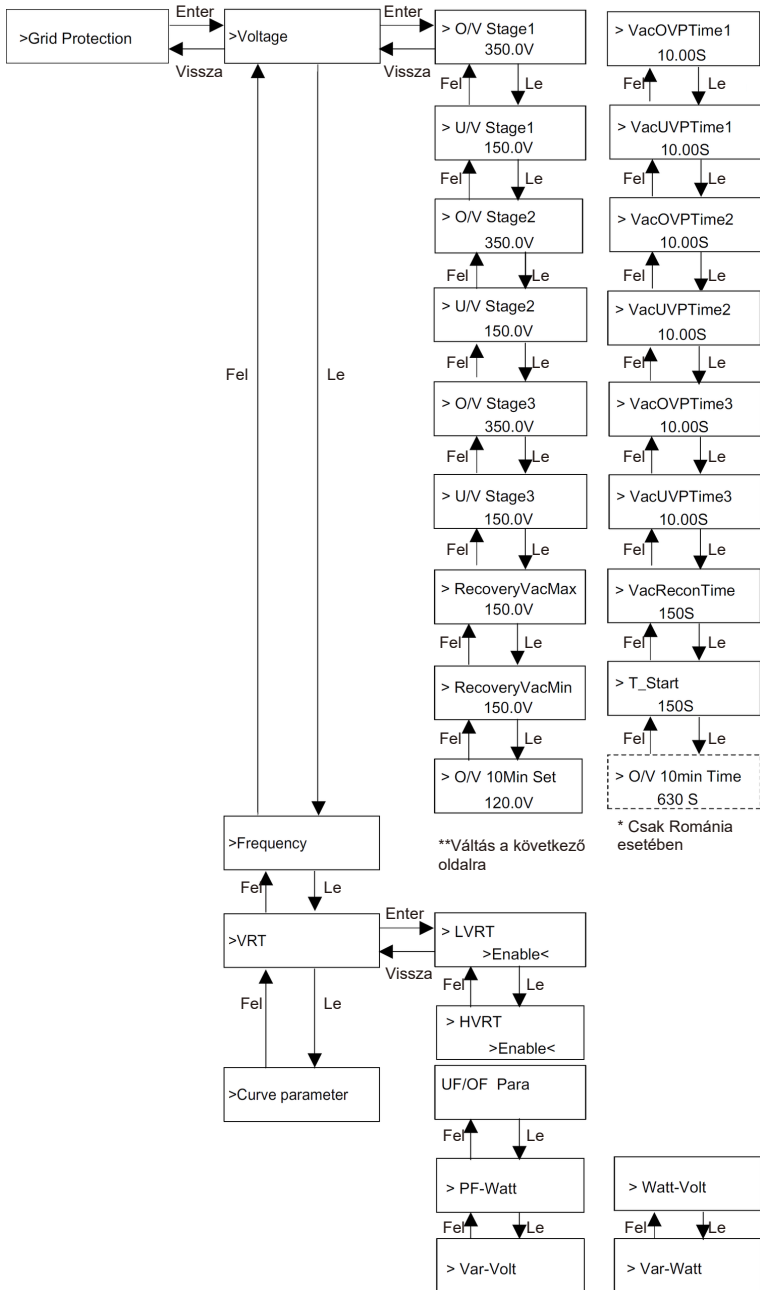 >Grid Protection
Enter
Vissza
>Voltage
Enter
Vissza
> O/V Stage1
350.0V
Fel
Le
> U/V Stage1
150.0V
Fel
Le
> O/V Stage2
350.0V
Fel
Le
> U/V Stage2
150.0V
Fel
Le
> O/V Stage3
350.0V
Fel
Le
> U/V Stage3
150.0V
Fel
Le
> RecoveryVacMax
150.0V
Fel
Le
> RecoveryVacMin
150.0V
Fel
Le
> O/V 10Min Set
120.0V
**Váltás a következő
oldalra
> VacOVPTime1
10.00S
Fel
Le
> VacUVPTime1
10.00S
Fel
Le
> VacOVPTime2
10.00S
Fel
Le
> VacUVPTime2
10.00S
Fel
Le
> VacOVPTime3
10.00S
Fel
Le
> VacUVPTime3
10.00S
Fel
Le
> VacReconTime
150S
Fel
Le
> T_Start
150S
Fel
Le
> O/V 10min Time
630 S
* Csak Románia
esetében
Fel
Le
>Frequency
Fel
Le
>VRT
Enter
Vissza
> LVRT
>Enable<
Fel
Le
> HVRT
>Enable<
Fel
Le
>Curve parameter
UF/OF Para
Fel
Le
> PF-Watt
Fel
Le
> Var-Volt
> Watt-Volt
Fel
Le
> Var-Watt